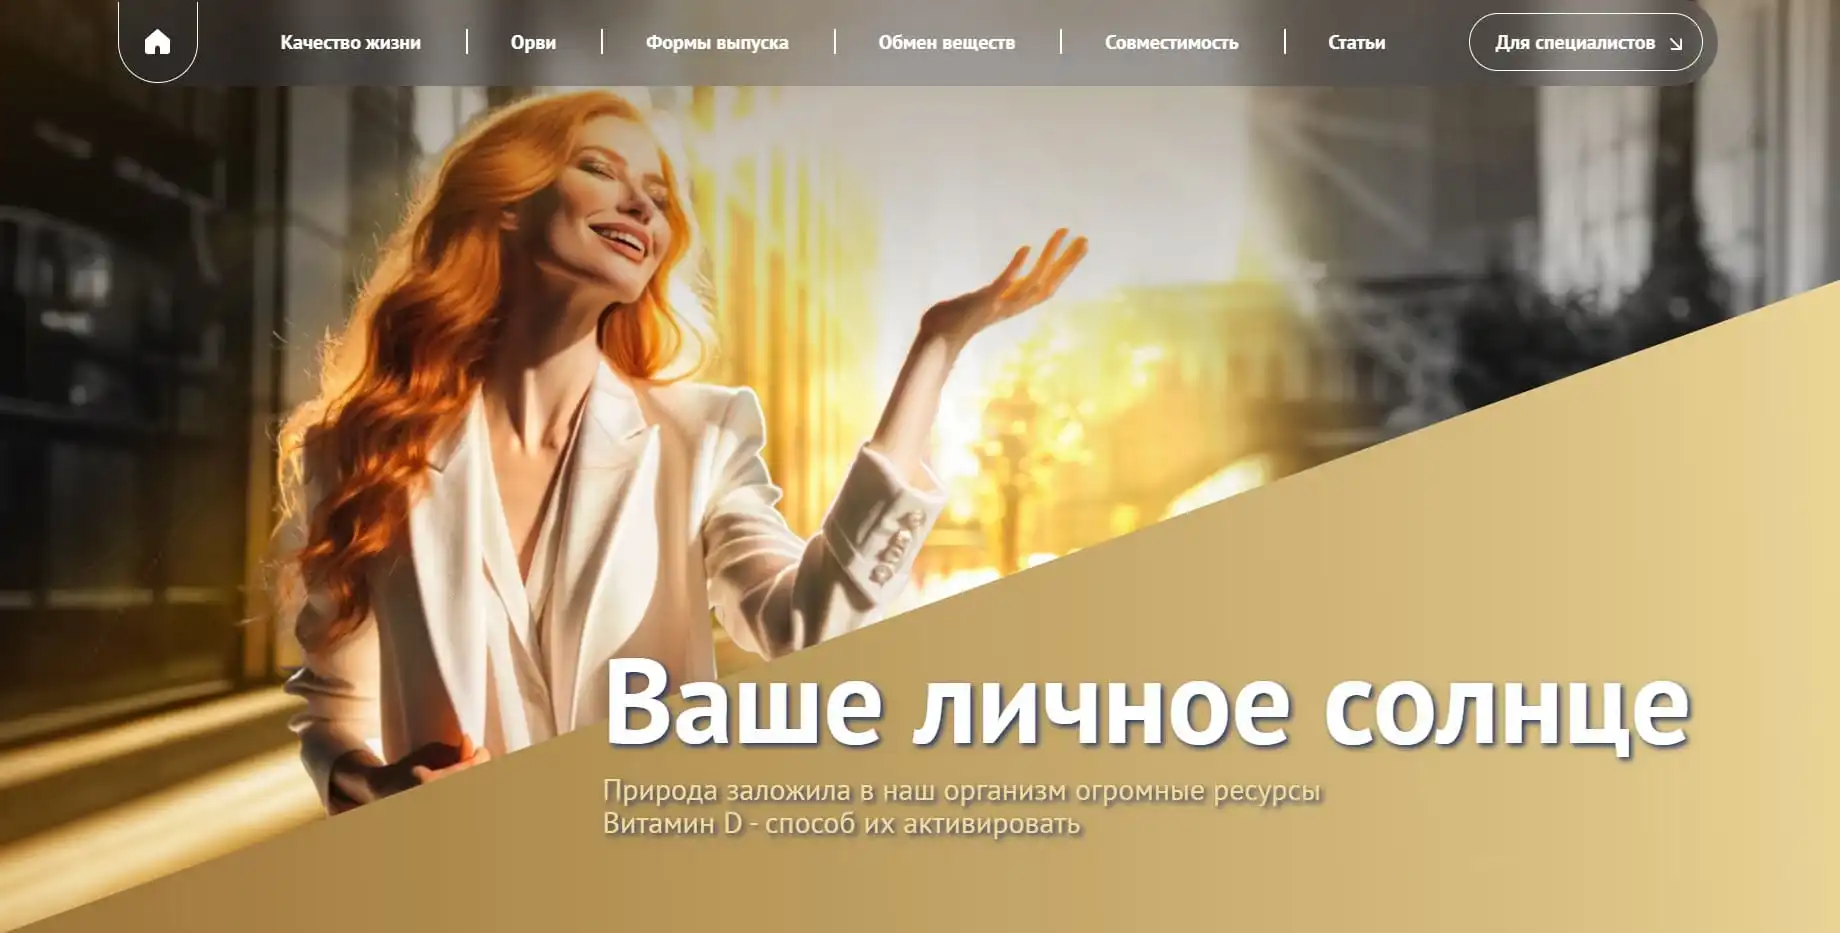 Качество жизни
Орви
Формы выпуска
Обмен веществ
Совместимость
Статьи
Для специалистов
Ваше личное солнце
Природа заложила в наш организм огромные ресурсы
Витамин D - способ их активировать